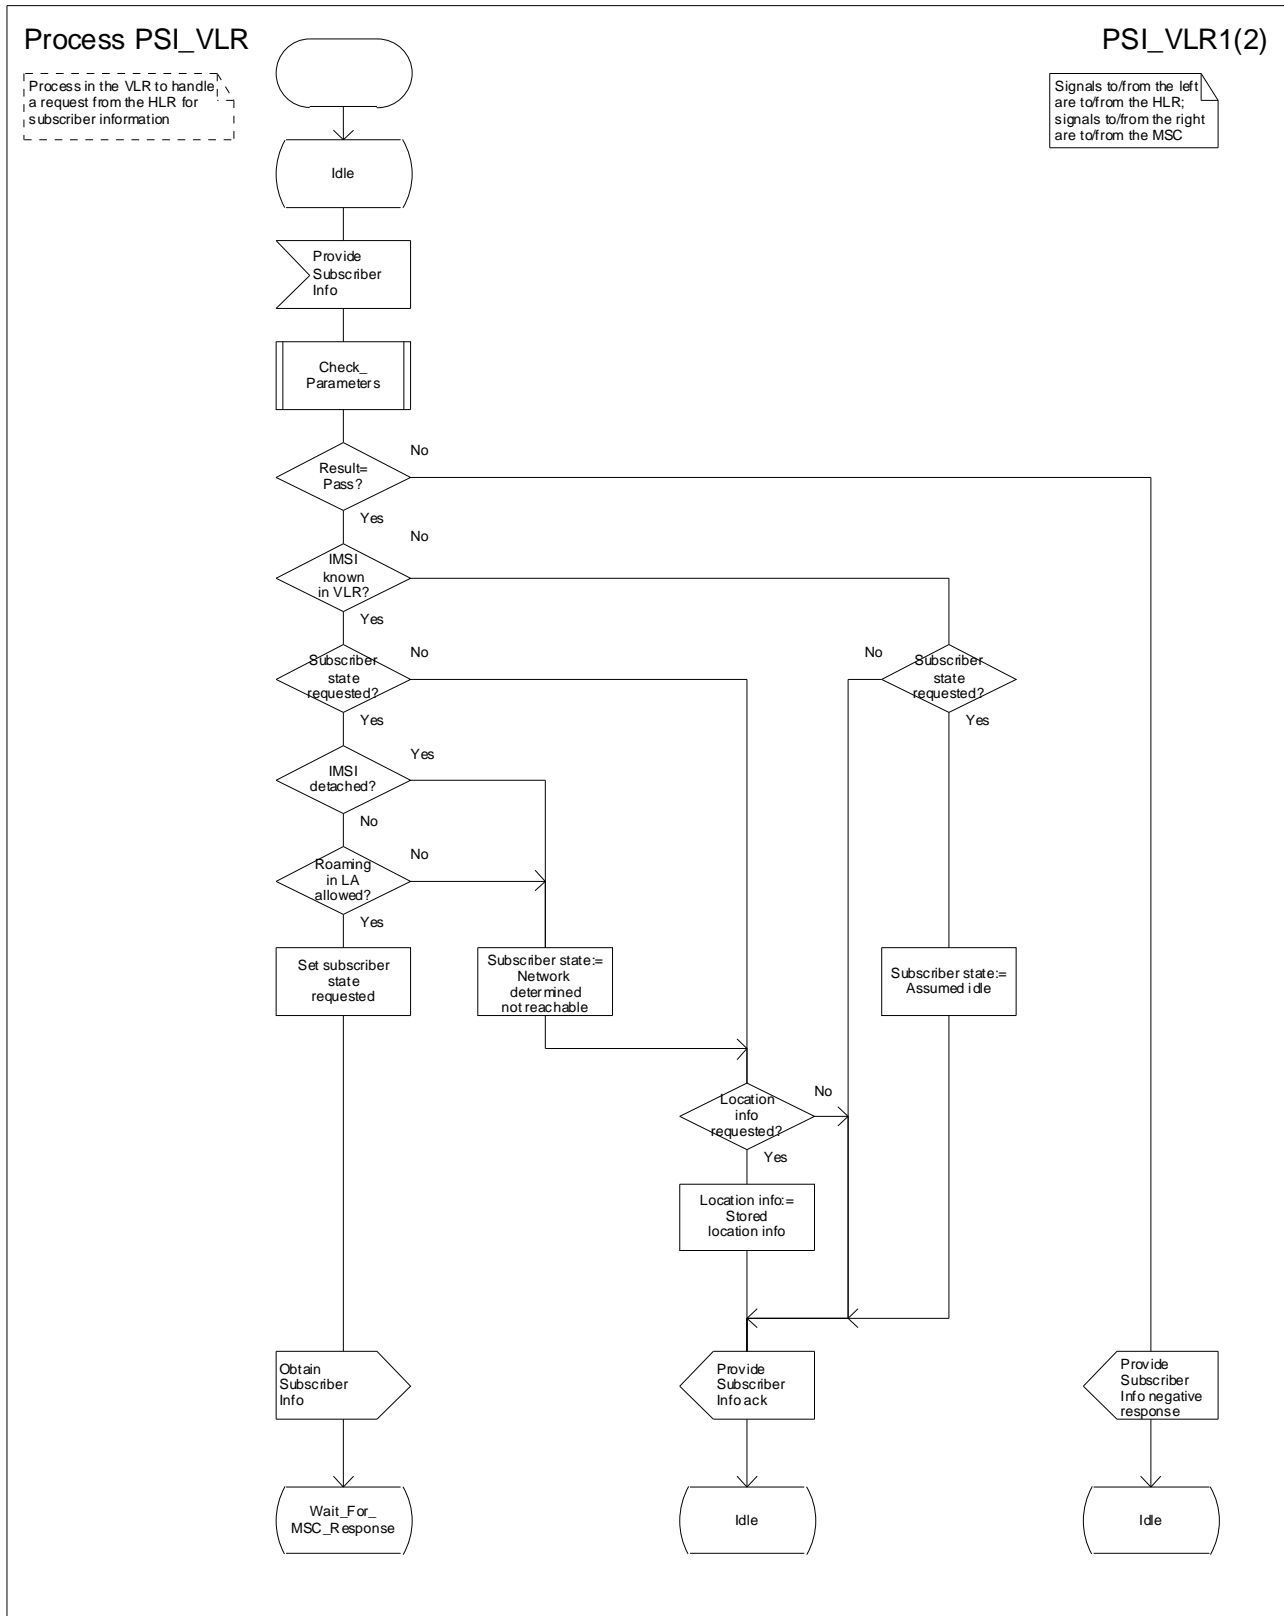 Process PSI_VLR
PSI_VLR1(2)
Process in the VLR to handle
a request from the HLR for
subscriber information
Signals to/from the left
are to/from the HLR;
signals to/from the right
are to/from the MSC
Idle
Provide
Subscriber
Info
Check_
Parameters
No
Result=
Pass?
Yes
No
IMSI
known
in VLR?
Yes
Subscriber
state
requested?
No
Yes
No
Subscriber
state
requested?
Yes
Yes
IMSI
detached?
No
No
Roaming
in LA
allowed?
Yes
Set subscriber
state
requested
Subscriber state:=
Network
determined
not reachable
Subscriber state:=
Assumed idle
Location
info
requested?
No
Yes
Location info:=
Stored
location info
Obtain
Subscriber
Info
Provide
Subscriber
Info ack
Provide
Subscriber
Info negative
response
Wait_For_
MSC_Response
Idle
Idle